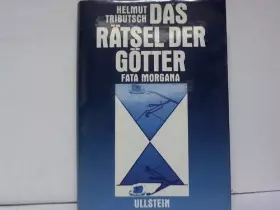 HELMUT
TRIBUTSCH
DAS
RÄTSEL DER
GÖTTER
FATA MORGANA
ULLSTEIN